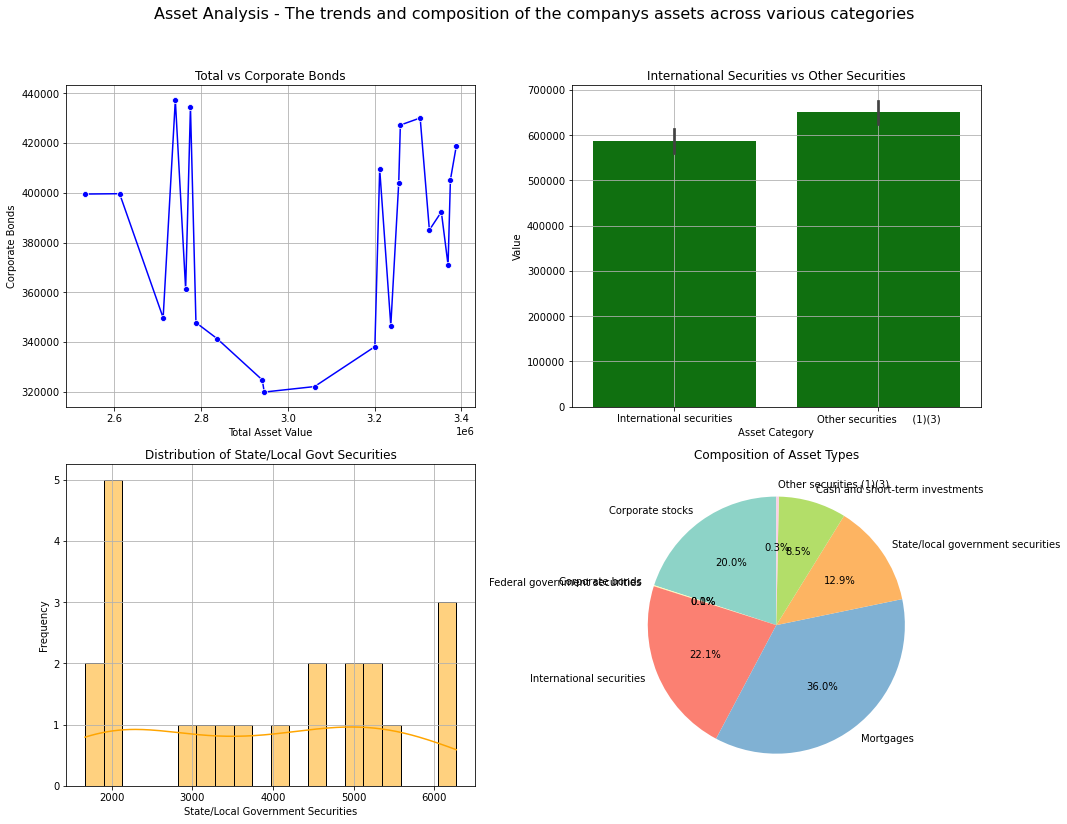 Asset Analysis - The trends and composition of the companys assets across various categories
Total vs Corporate Bonds
440000
420000
400000
380000
360000
340000
320000
Corporate Bonds
2.6
2.8
3.0
3.2
3.4
1e6
Total Asset Value
International Securities vs Other Securities
700000
600000
500000
400000
300000
200000
100000
0
Value
International securities
Other securities (1)(3)
Asset Category
Distribution of State/Local Govt Securities
5
4
3
2
1
0
Frequency
2000
3000
4000
5000
6000
State/Local Government Securities
Composition of Asset Types
Other securities (1)(3)
Cash and short-term investments
Corporate stocks
State/local government securities
0.3%
8.5%
20.0%
12.9%
Federal government securities
Corporate bonds
0.1%
22.1%
International securities
36.0%
Mortgages